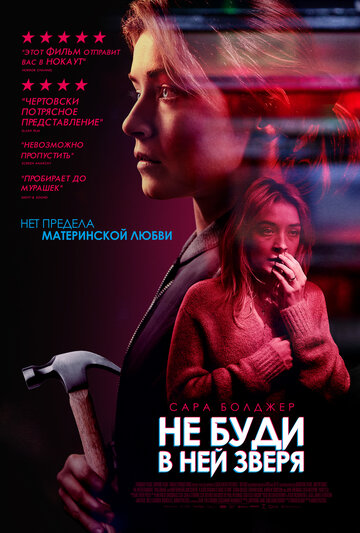 "ЭТОТ ФИЛЬМ ОТПРАВИТ
ВАС В НОКАУТ"
"ЧЕРТОВСКИ
ПОТРЯСНОЕ
ПРЕДСТАВЛЕНИЕ"
"НЕВОЗМОЖНО
ПРОПУСТИТЬ"
"ПРОБИРАЕТ ДО
МУРАШЕК"
НЕТ ПРЕДЕЛА
МАТЕРИНСКОЙ ЛЮБВИ
САРА БОЛДЖЕР
НЕ БУДИ
В НЕЙ ЗВЕРЯ